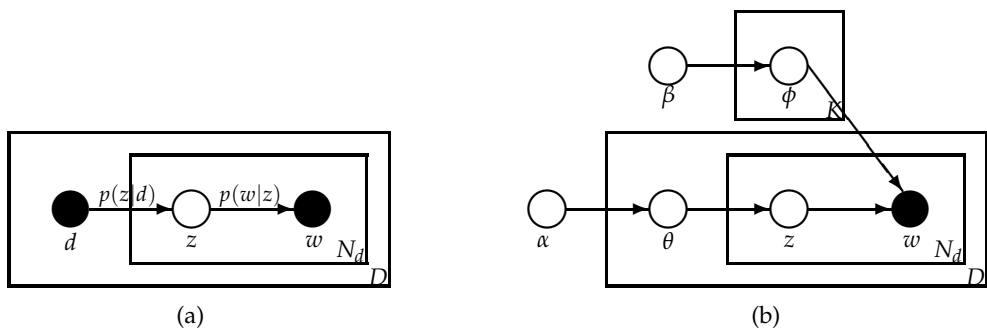 p(z|d)
p(w|z)
d
z
w
N_d
D
(a)
β
ϕ
K
α
θ
z
w
N_d
D
(b)